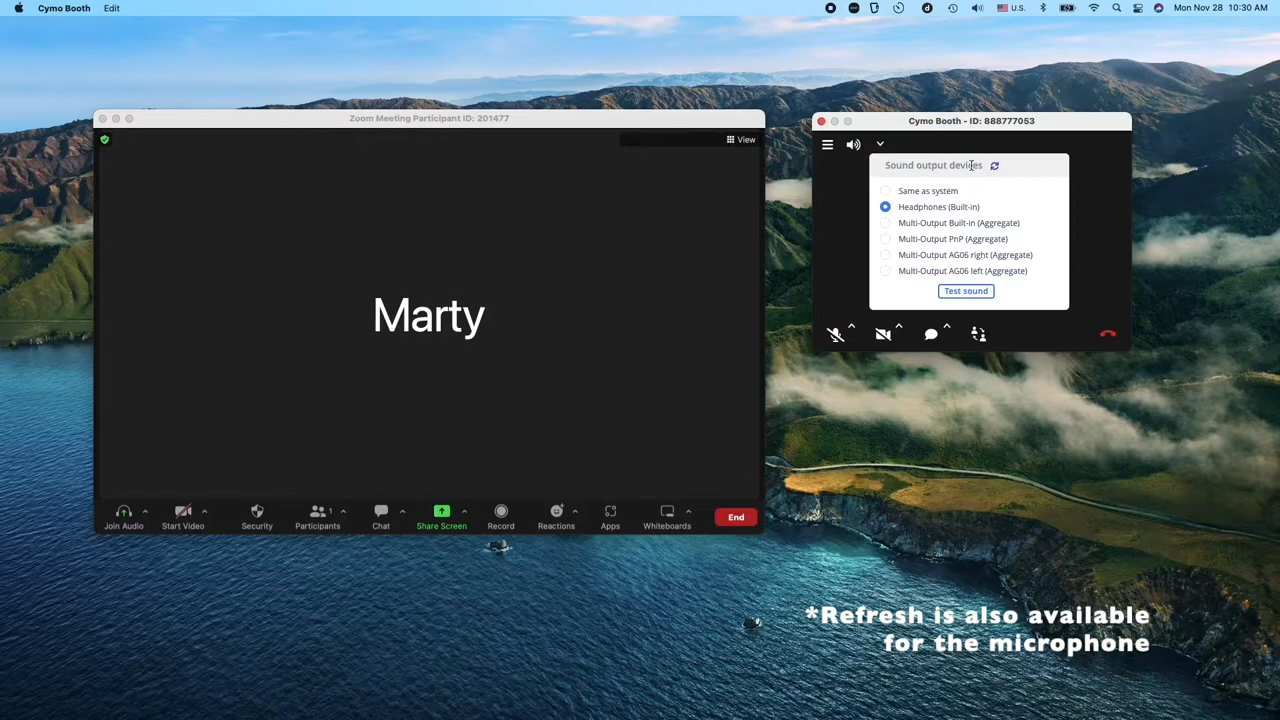 Cymo Booth Edit
U.S. Mon Nov 28 10:30 AM
Zoom Meeting Participant ID: 201477
View
Marty
Join Audio
Start Video
Security
Participants 1
Chat
Share Screen
Record
Reactions
Apps
Whiteboards
End
Cymo Booth - ID: 888777053
Sound output devices
Same as system
Headphones (Built-in)
Multi-Output Built-in (Aggregate)
Multi-Output PnP (Aggregate)
Multi-Output AG06 right (Aggregate)
Multi-Output AG06 left (Aggregate)
Test sound
*Refresh is also available
for the microphone